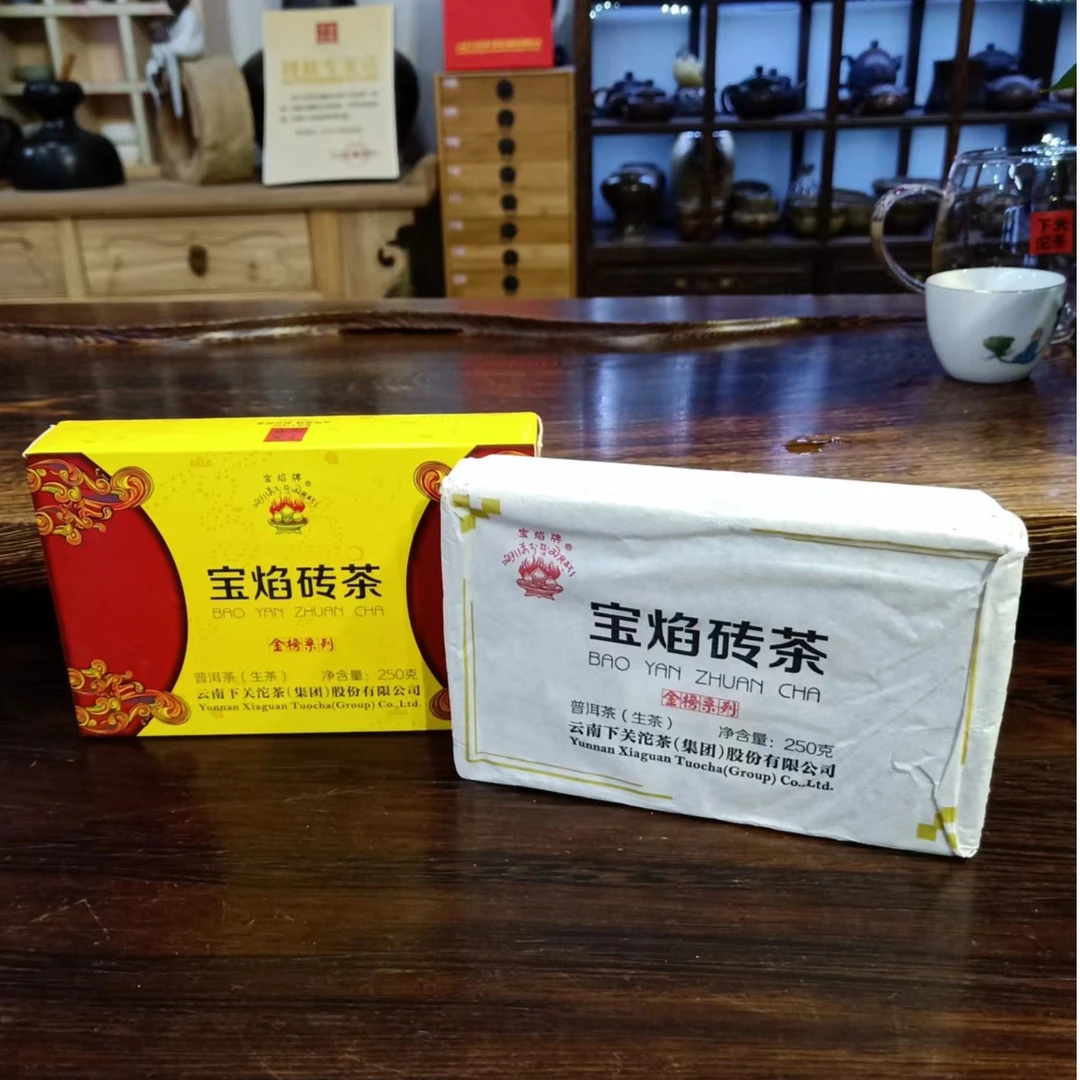 下关
沱茶
宝焰牌®
宝焰砖茶
BAO YAN ZHUAN CHA
金榜系列
普洱茶（生茶） 净含量：250克
云南下关沱茶（集团）股份有限公司
Yunnan Xiaguan Tuocha(Group) Co.,Ltd.
宝焰牌®
宝焰砖茶
BAO YAN ZHUAN CHA
金榜系列
普洱茶（生茶） 净含量：250克
云南下关沱茶（集团）股份有限公司
Yunnan Xiaguan Tuocha(Group) Co.,Ltd.